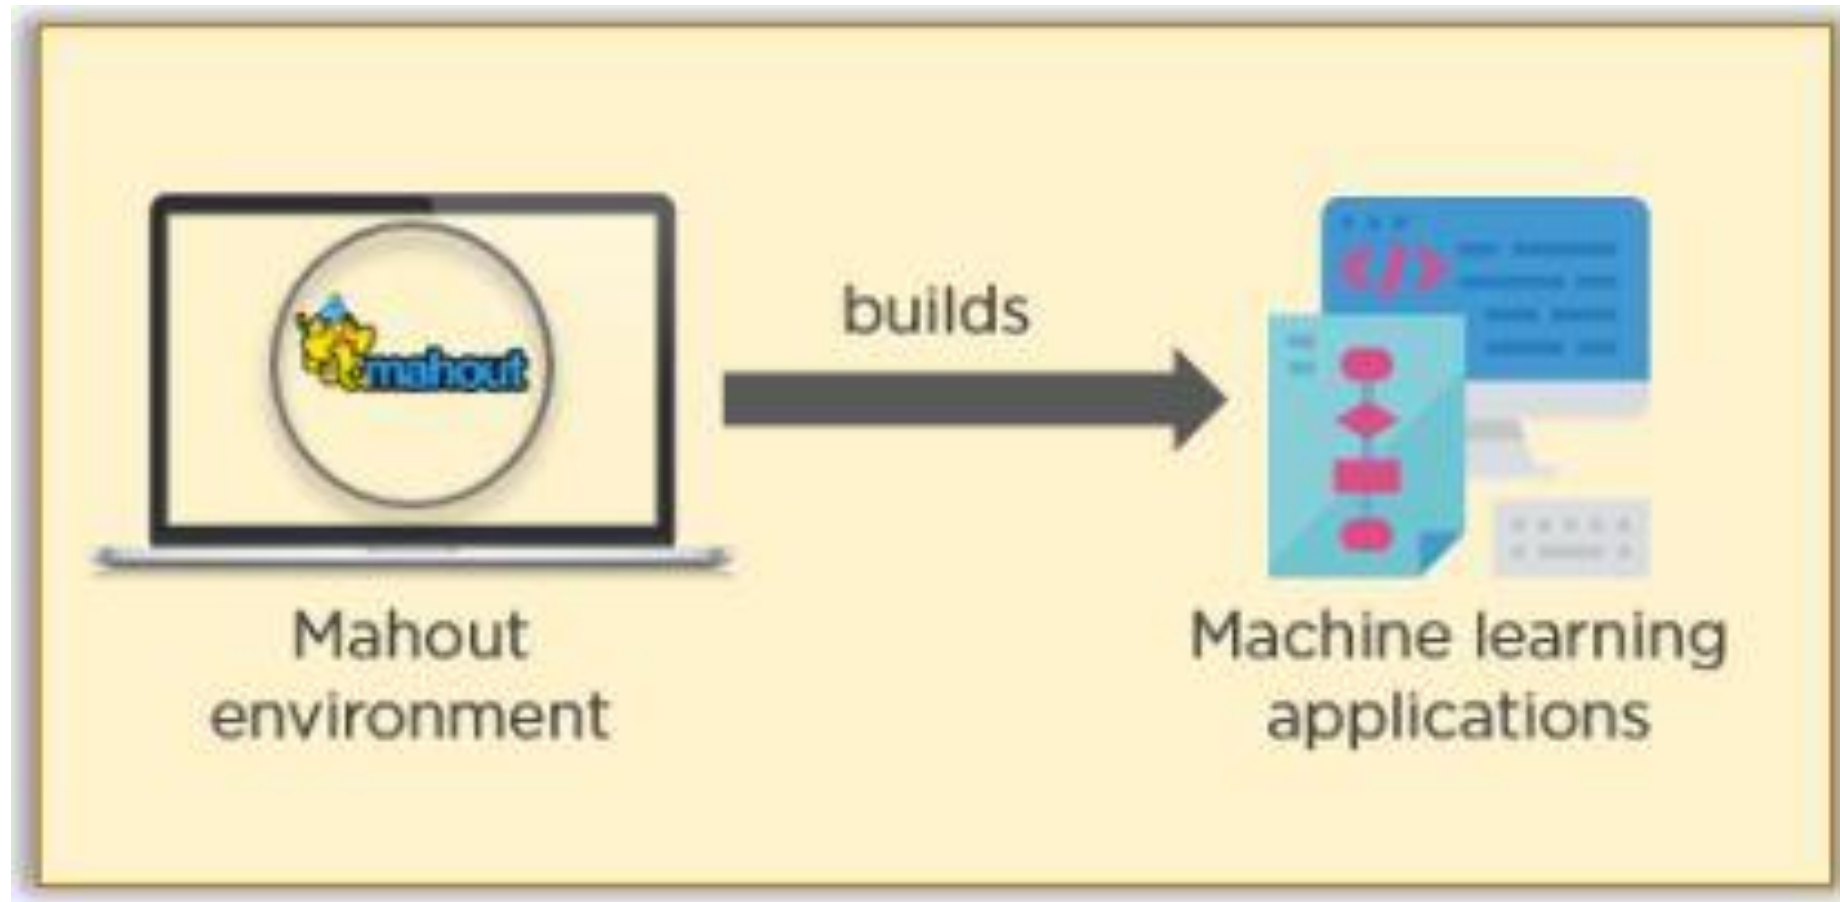 mahout
builds
</>
Mahout
environment
Machine learning
applications